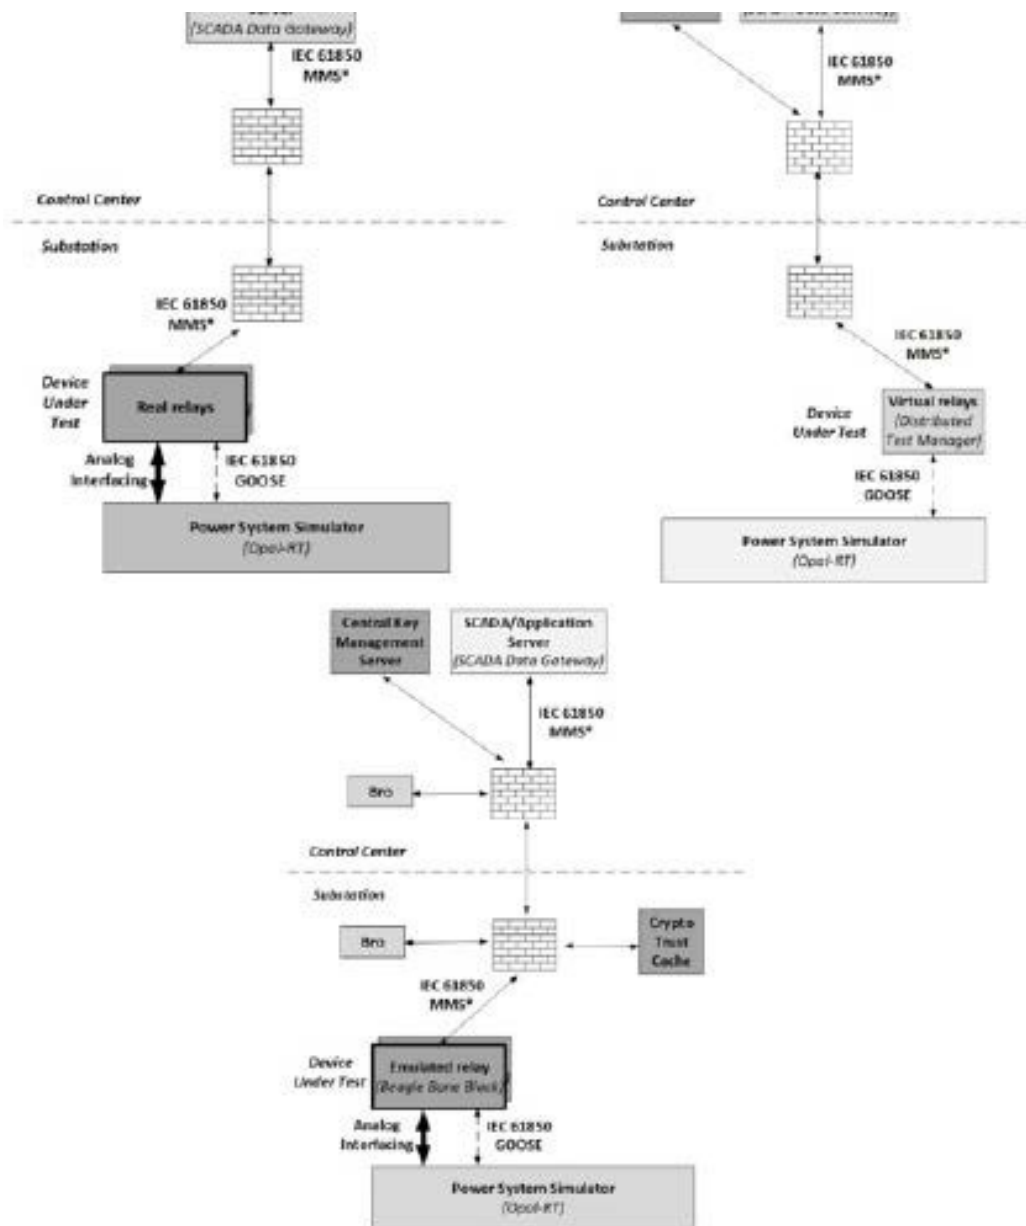 (SCADA Data Gateway)
IEC 61850
MMS*
Control Center
Substation
IEC 61850
MMS*
Device
Under
Test
Real relays
Analog
Interfacing
IEC 61850
GOOSE
Power System Simulator
(Opal-RT)
IEC 61850
MMS*
Control Center
Substation
IEC 61850
MMS*
Device
Under Test
Virtual relays
(Distributed
Test Manager)
IEC 61850
GOOSE
Power System Simulator
(Opal-RT)
Central Key
Management
Server
SCADA/Application
Server
(SCADA Data Gateway)
IEC 61850
MMS*
Bro
Control Center
Substation
Bro
Crypto
Trust
Cache
IEC 61850
MMS*
Device
Under Test
Emulated relay
(Beagle Bone Black)
Analog
Interfacing
IEC 61850
GOOSE
Power System Simulator
(Opal-RT)